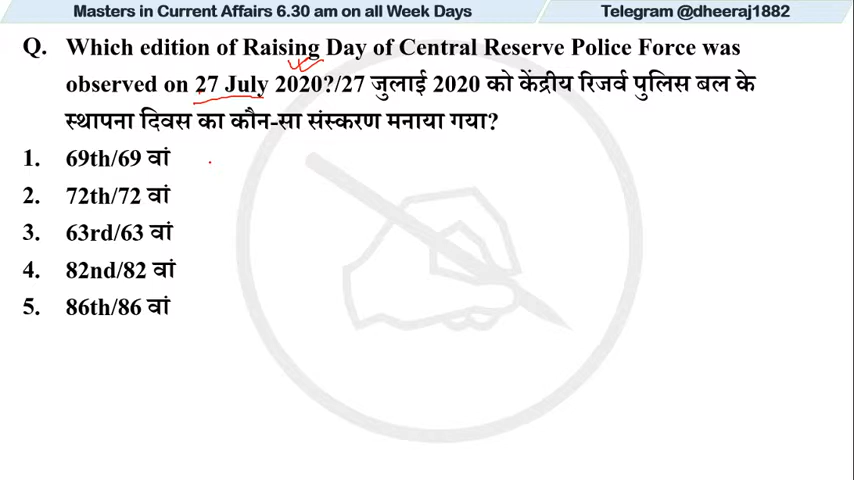 Masters in Current Affairs 6.30 am on all Week Days
Telegram @dheeraj1882
Q. Which edition of Raising Day of Central Reserve Police Force was
observed on 27 July 2020?/27 जुलाई 2020 को केंद्रीय रिजर्व पुलिस बल के
स्थापना दिवस का कौन-सा संस्करण मनाया गया?
1. 69th/69 वां
2. 72th/72 वां
3. 63rd/63 वां
4. 82nd/82 वां
5. 86th/86 वां